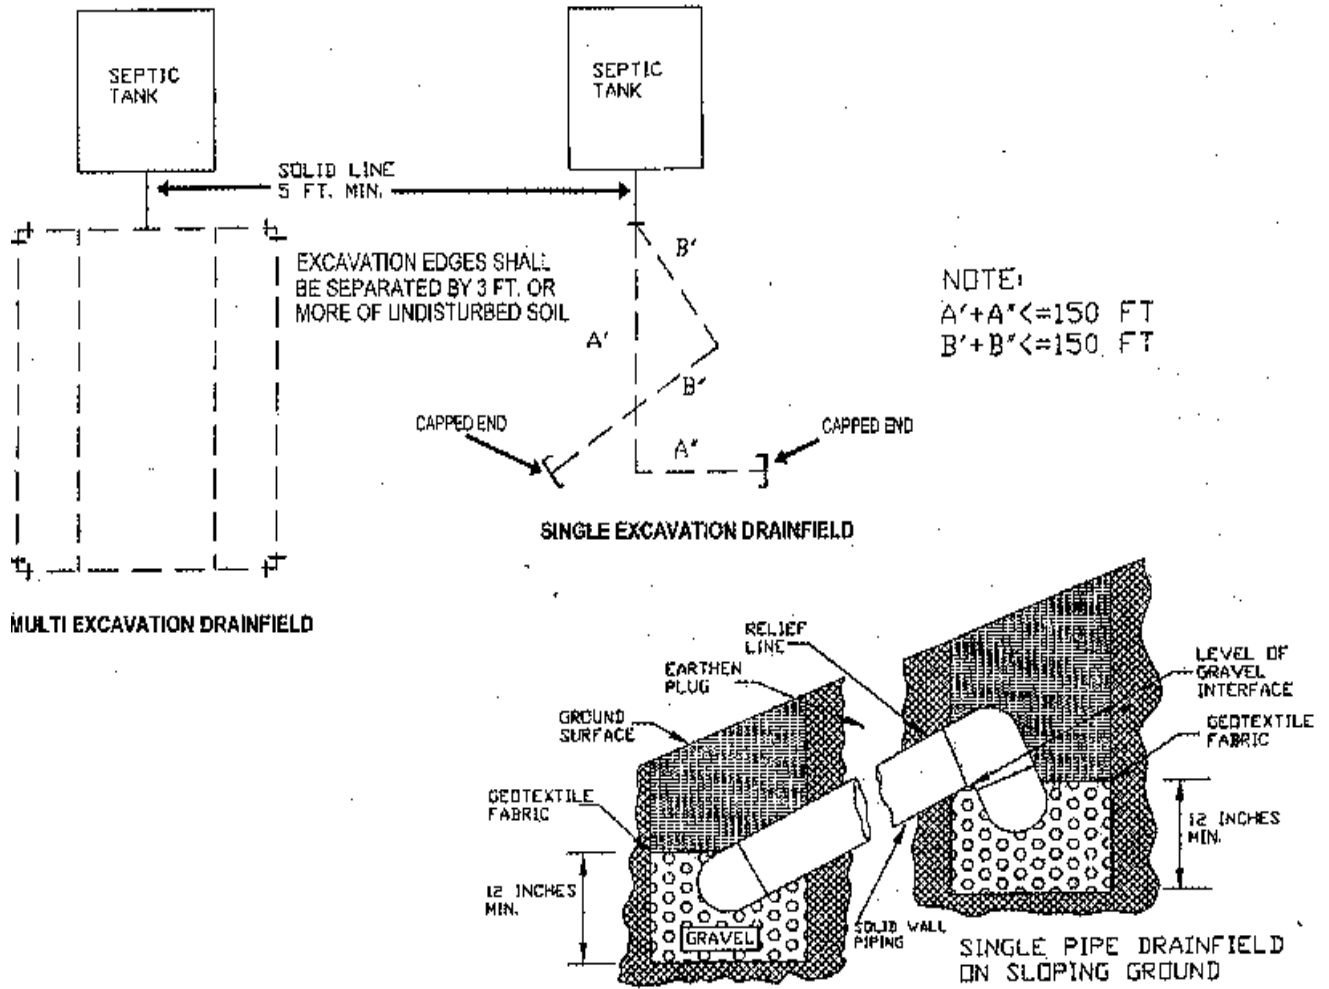 SEPTIC
TANK
SEPTIC
TANK
SOLID LINE
5 FT. MIN.
EXCAVATION EDGES SHALL
BE SEPARATED BY 3 FT. OR
MORE OF UNDISTURBED SOIL
B'
A'
B"
A"
NOTE:
A'+A"<=150 FT
B'+B"<=150 FT
CAPPED END
CAPPED END
SINGLE EXCAVATION DRAINFIELD
MULTI EXCAVATION DRAINFIELD
RELIEF
LINE
EARTHEN
PLUG
GROUND
SURFACE
GEOTEXTILE
FABRIC
12 INCHES
MIN.
GRAVEL
SOLID WALL
PIPING
LEVEL OF
GRAVEL
INTERFACE
GEOTEXTILE
FABRIC
12 INCHES
MIN.
SINGLE PIPE DRAINFIELD
ON SLOPING GROUND